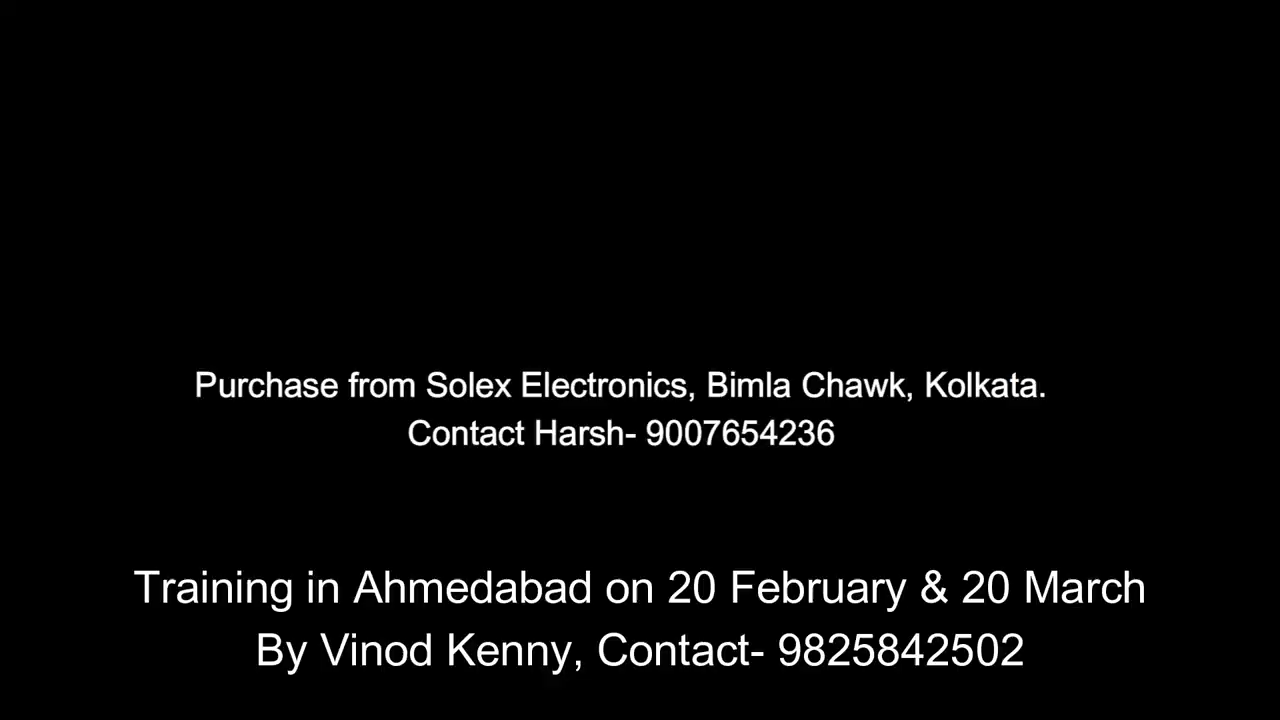 Purchase from Solex Electronics, Bimla Chawk, Kolkata.
Contact Harsh- 9007654236
Training in Ahmedabad on 20 February & 20 March
By Vinod Kenny, Contact- 9825842502